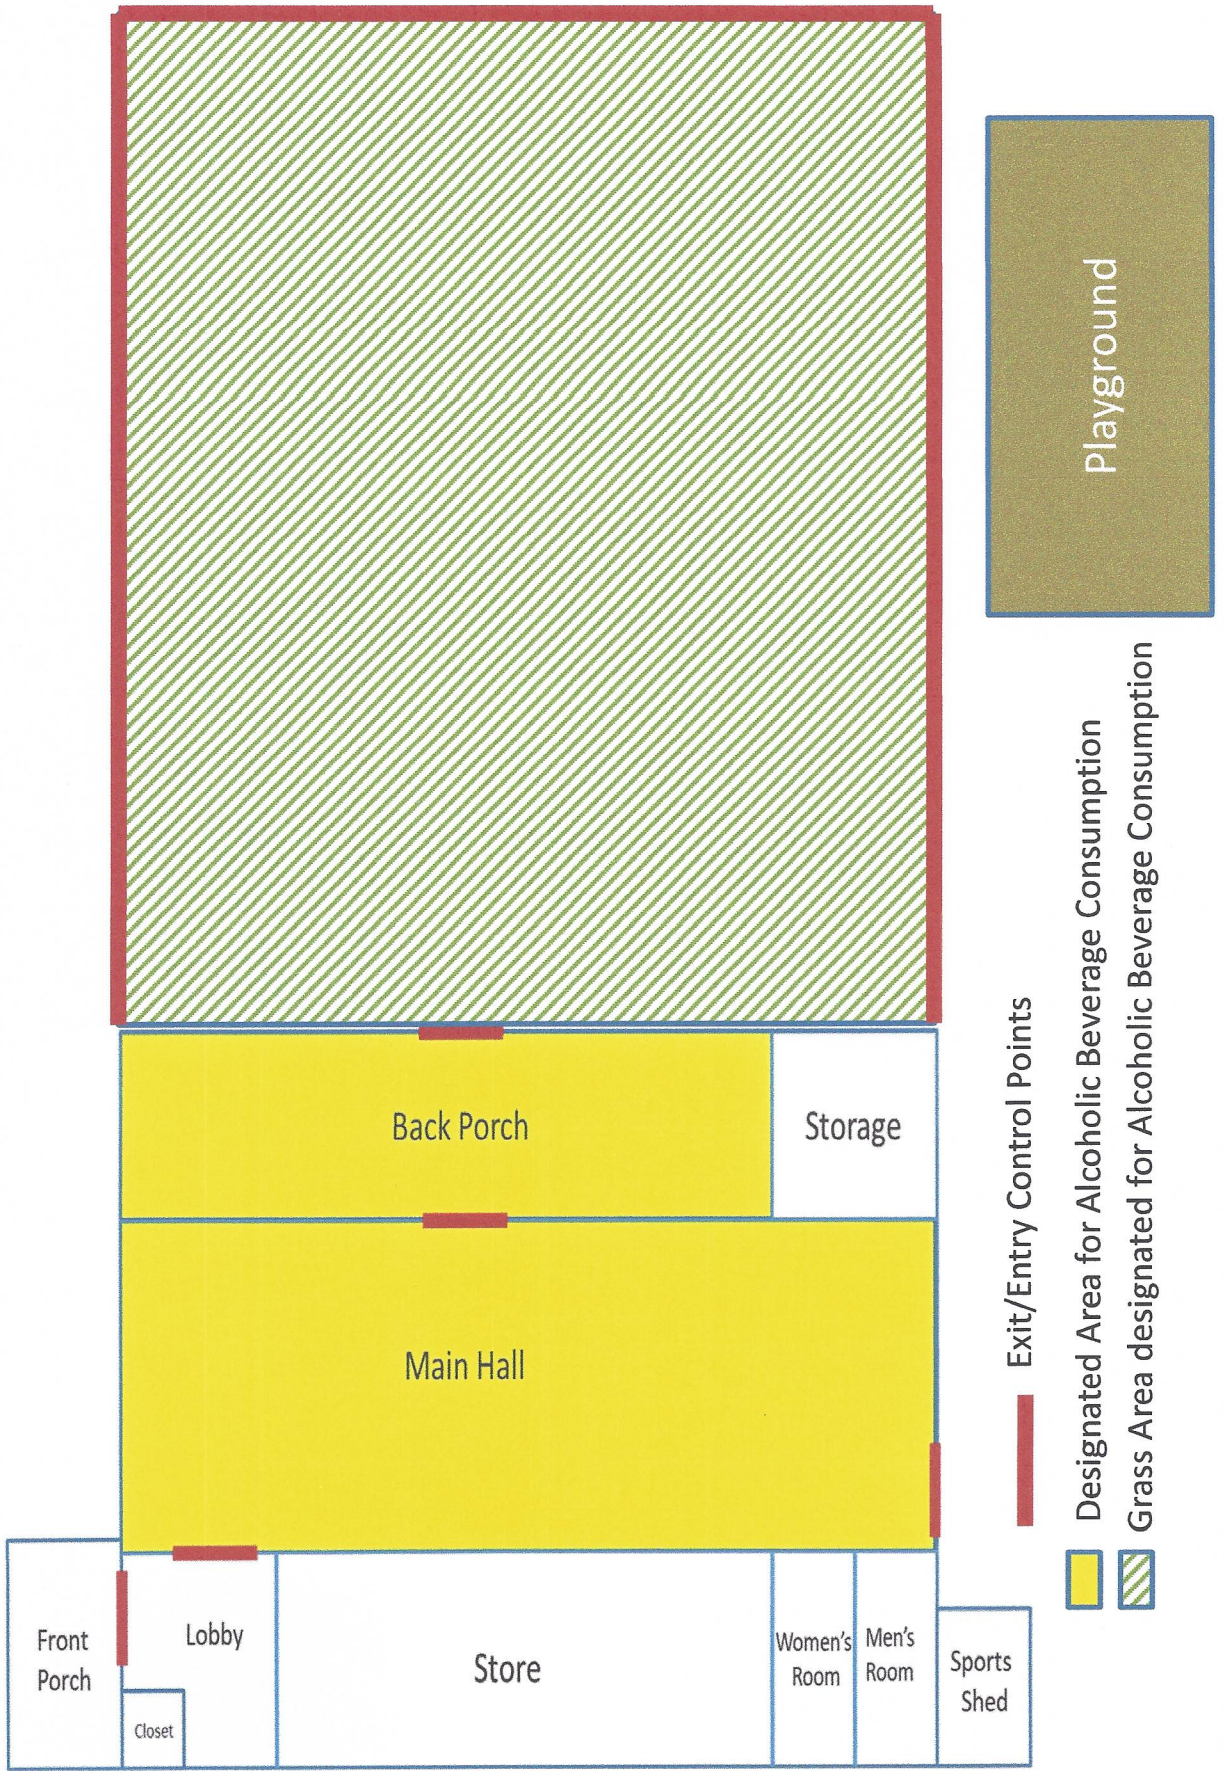 Playground
Back Porch
Storage
Main Hall
Front
Porch
Lobby
Closet
Store
Women's
Room
Men's
Room
Sports
Shed
Exit/Entry Control Points
Designated Area for Alcoholic Beverage Consumption
Grass Area designated for Alcoholic Beverage Consumption